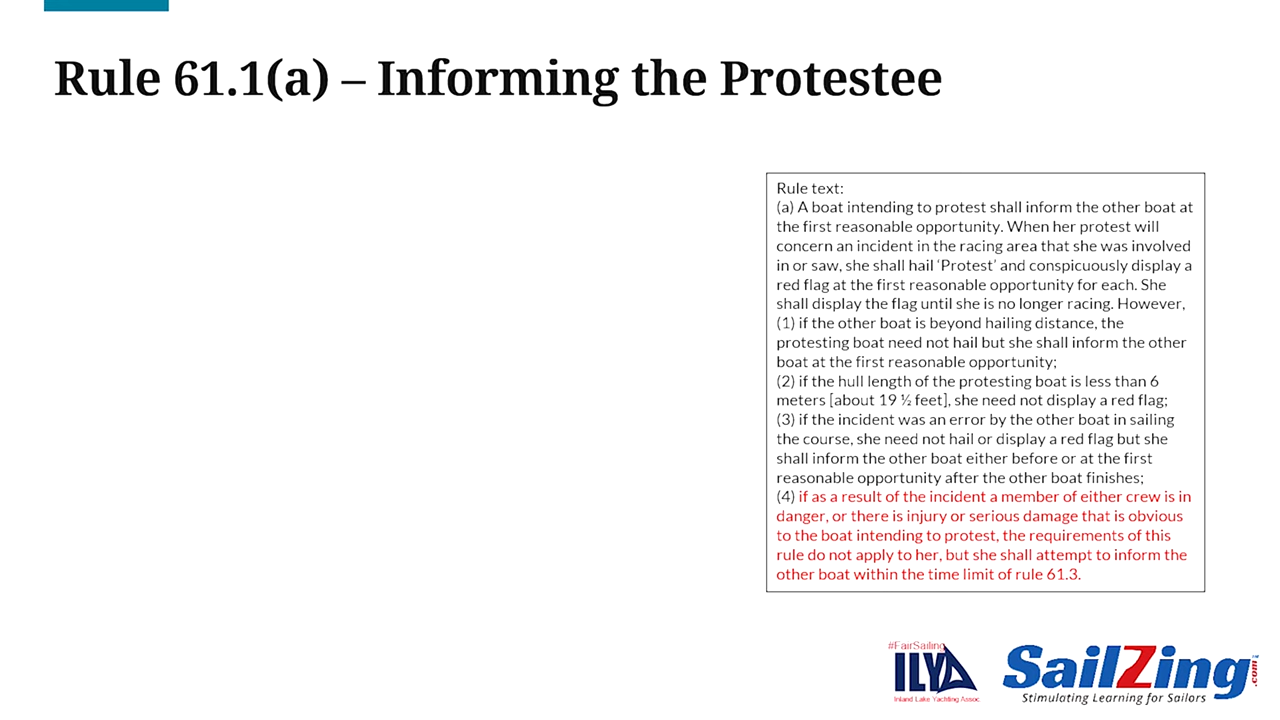 Rule 61.1(a) – Informing the Protestee
Rule text:
(a) A boat intending to protest shall inform the other boat at
the first reasonable opportunity. When her protest will
concern an incident in the racing area that she was involved
in or saw, she shall hail ‘Protest’ and conspicuously display a
red flag at the first reasonable opportunity for each. She
shall display the flag until she is no longer racing. However,
(1) if the other boat is beyond hailing distance, the
protesting boat need not hail but she shall inform the other
boat at the first reasonable opportunity;
(2) if the hull length of the protesting boat is less than 6
meters [about 19 ½ feet], she need not display a red flag;
(3) if the incident was an error by the other boat in sailing
the course, she need not hail or display a red flag but she
shall inform the other boat either before or at the first
reasonable opportunity after the other boat finishes;
(4) if as a result of the incident a member of either crew is in
danger, or there is injury or serious damage that is obvious
to the boat intending to protest, the requirements of this
rule do not apply to her, but she shall attempt to inform the
other boat within the time limit of rule 61.3.
#FairSailing
ILYA
Inland Lake Yachting Assoc
SailZing.com
Stimulating Learning for Sailors